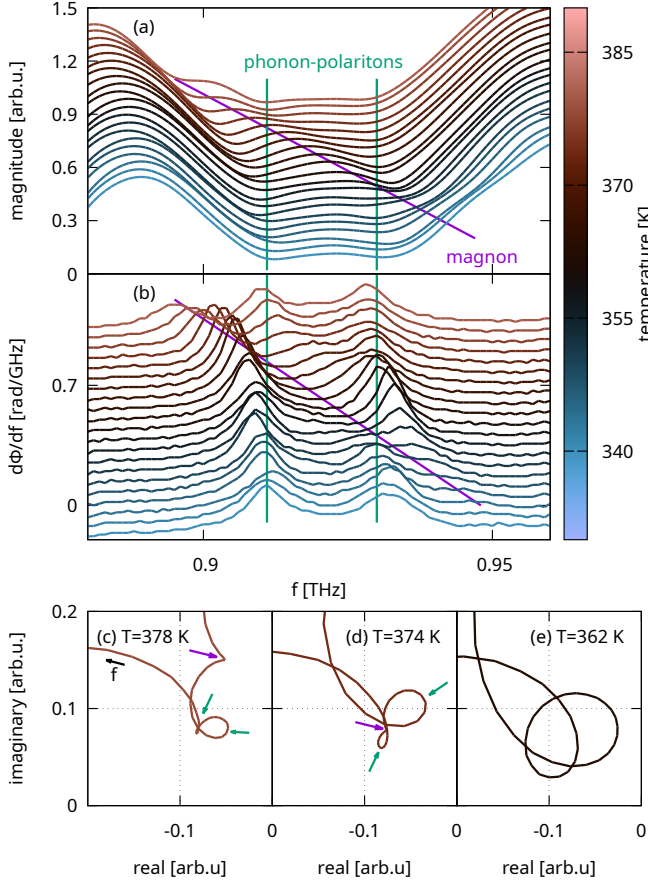 (a)
phonon-polaritons
magnon
magnitude [arb.u.]
1.5
1.2
0.9
0.6
0.3
0
(b)
dΦ/df [rad/GHz]
0.7
0
0.9
0.95
f [THz]
385
370
355
340
temperature [K]
(c) T=378 K
f
(d) T=374 K
(e) T=362 K
imaginary [arb.u]
0.2
0.1
0
-0.1
0
-0.1
0
-0.1
0
real [arb.u]
real [arb.u]
real [arb.u]